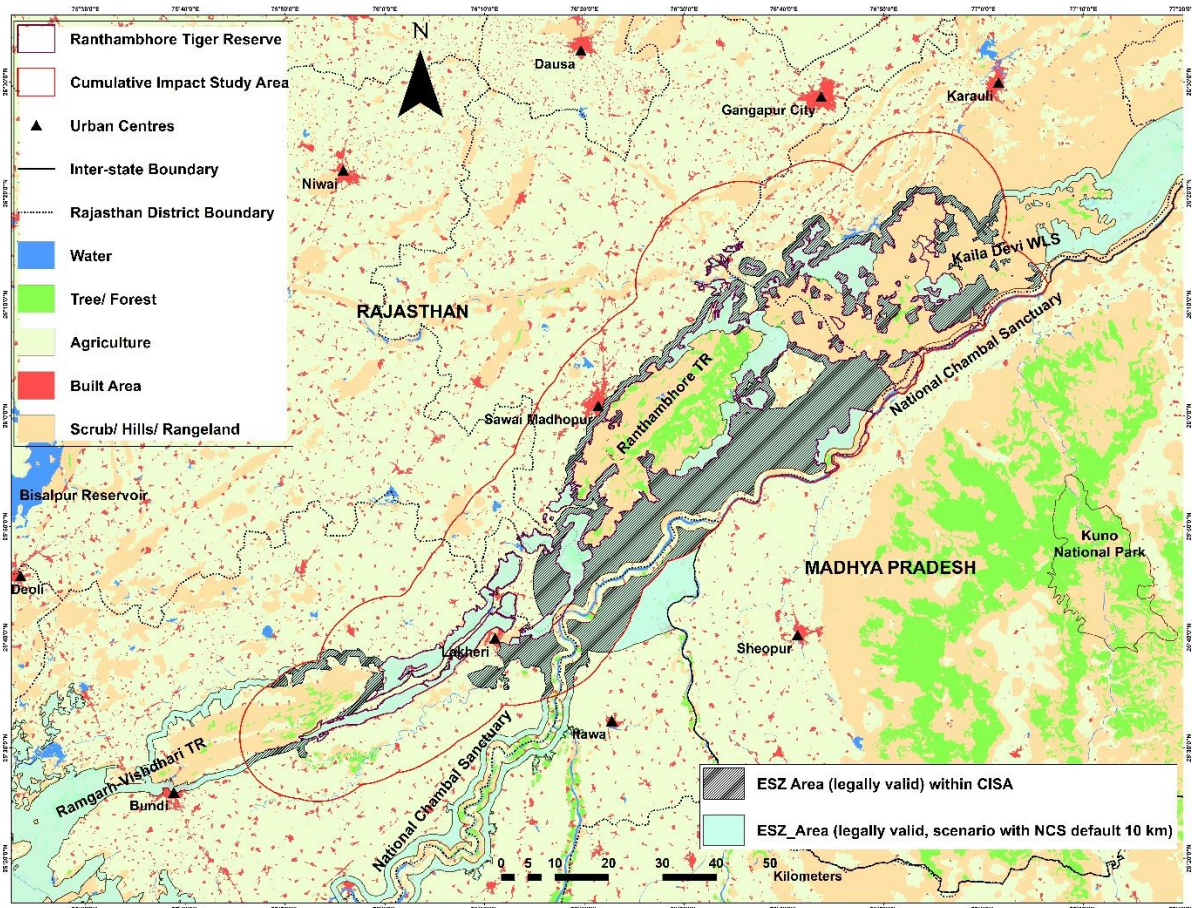 Ranthambhore Tiger Reserve
Cumulative Impact Study Area
Urban Centres
Inter-state Boundary
Rajasthan District Boundary
Water
Tree/ Forest
Agriculture
Built Area
Scrub/ Hills/ Rangeland
N
Dausa
Gangapur City
Karauli
Niwai
Kaila Devi WLS
RAJASTHAN
National Chambal Sanctuary
Ranthambhore TR
Sawai Madhopur
Bisalpur Reservoir
Kuno
National Park
MADHYA PRADESH
Deoli
Lakheri
Sheopur
Itawa
Ramgarh-Vishdhari TR
Bundi
National Chambal Sanctuary
ESZ Area (legally valid) within CISA
ESZ_Area (legally valid, scenario with NCS default 10 km)
0 5 10 20 30 40 50
Kilometers